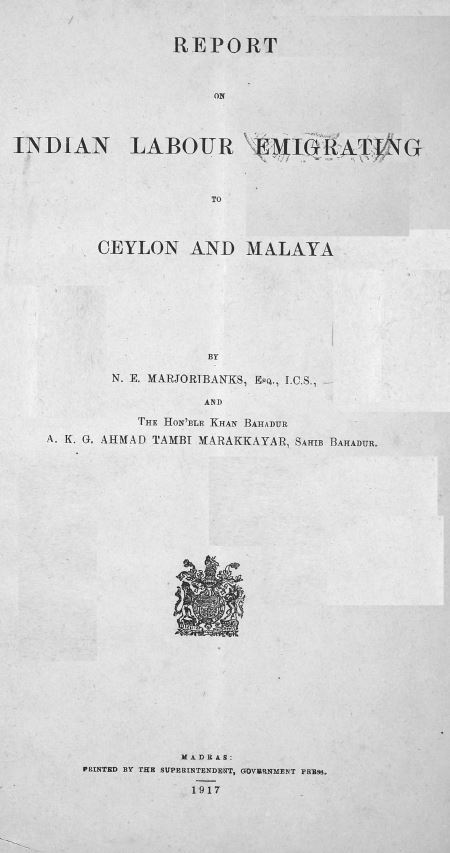 REPORT
ON
INDIAN LABOUR EMIGRATING
TO
CEYLON AND MALAYA
BY
N. E. MARJORIBANKS, Esq., I.C.S.,
AND
The Hon'ble Khan Bahadur
A. K. G. AHMAD TAMBI MARAKKAYAR, Sahib Bahadur.
MADRAS:
PRINTED BY THE SUPERINTENDENT, GOVERNMENT PRESS.
1917